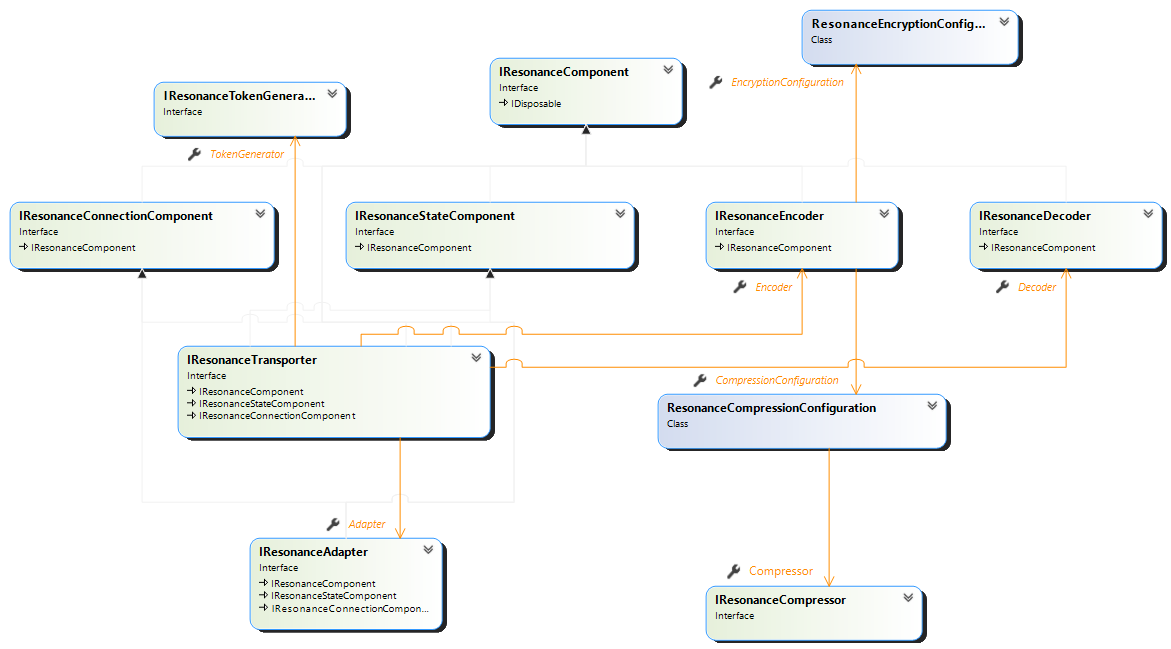 ResonanceEncryptionConfig...
Class
EncryptionConfiguration
IResonanceComponent
Interface
IDisposable
IResonanceTokenGenera...
Interface
TokenGenerator
IResonanceConnectionComponent
Interface
IResonanceComponent
IResonanceStateComponent
Interface
IResonanceComponent
IResonanceEncoder
Interface
IResonanceComponent
IResonanceDecoder
Interface
IResonanceComponent
Encoder
Decoder
IResonanceTransporter
Interface
IResonanceComponent
IResonanceStateComponent
IResonanceConnectionComponent
CompressionConfiguration
ResonanceCompressionConfiguration
Class
Adapter
IResonanceAdapter
Interface
IResonanceComponent
IResonanceStateComponent
IResonanceConnectionCompon...
Compressor
IResonanceCompressor
Interface